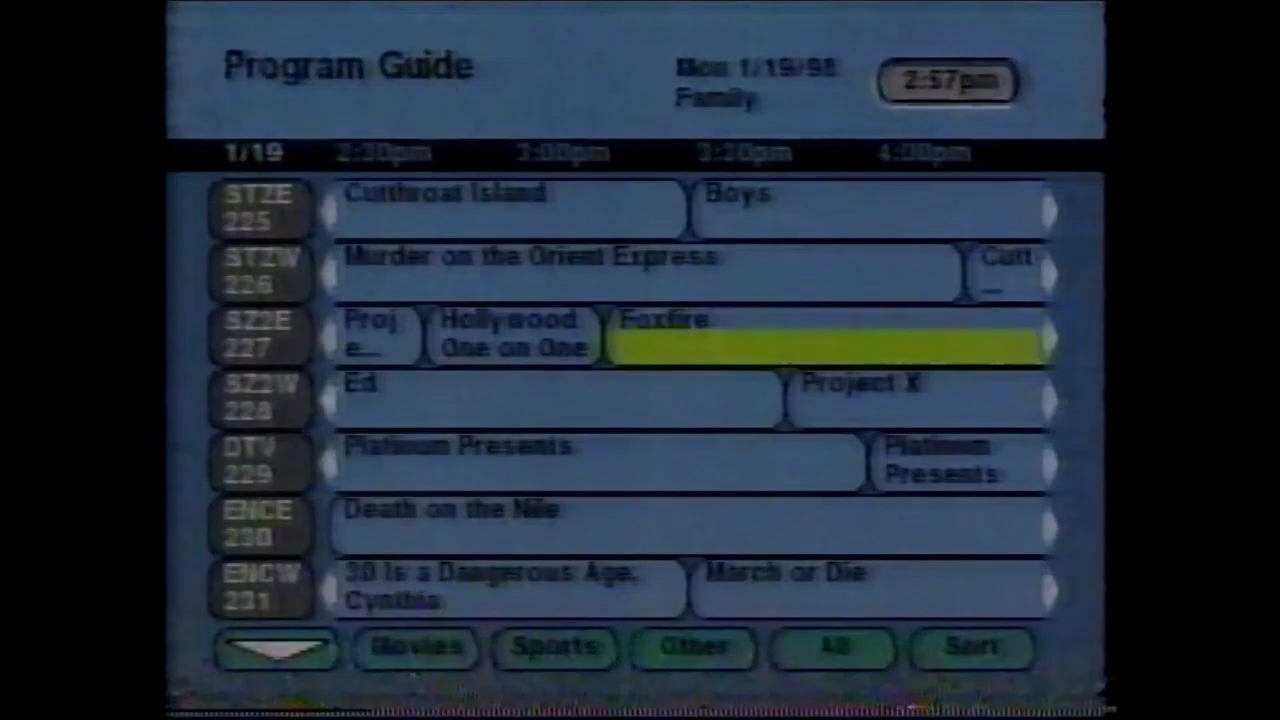 Program Guide
Mon 1/19/98
Family
2:57pm
1/19 2:30pm 3:00pm 3:30pm 4:00pm
STZE
225
Cutthroat Island
Boys
STZW
226
Murder on the Orient Express
Cutt
...
SZ2E
227
Proj
e...
Hollywood
One on One
Foxfire
SZ2W
228
Ed
Project X
DTV
229
Platinum Presents
Platinum
Presents
ENCE
230
Death on the Nile
ENCW
231
30 Is a Dangerous Age,
Cynthia
March or Die
Movies Sports Other All Sort